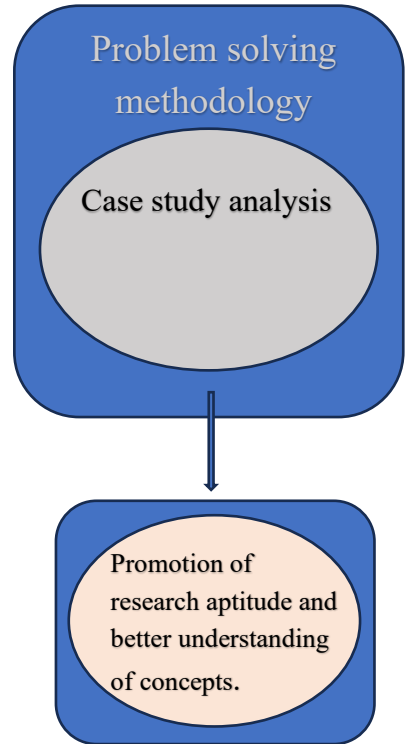 Problem solving
methodology
Case study analysis
Promotion of
research aptitude and
better understanding
of concepts.